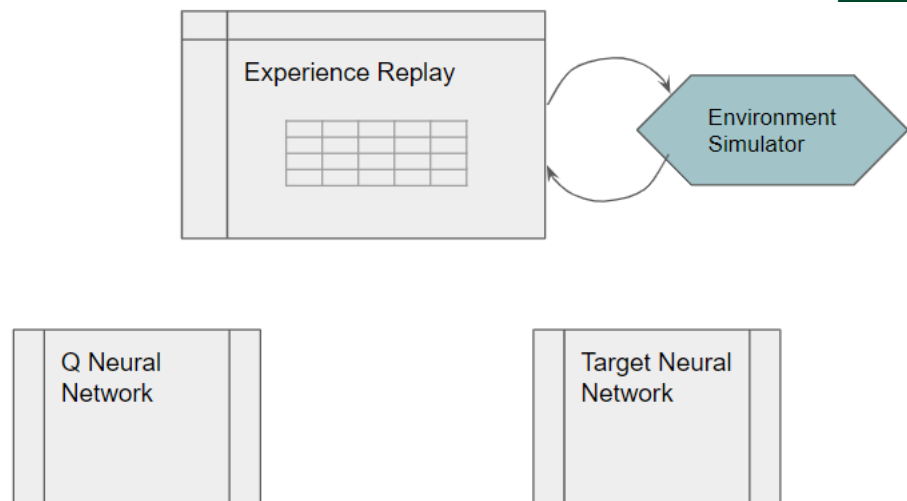 Experience Replay
Environment
Simulator
Q Neural
Network
Target Neural
Network